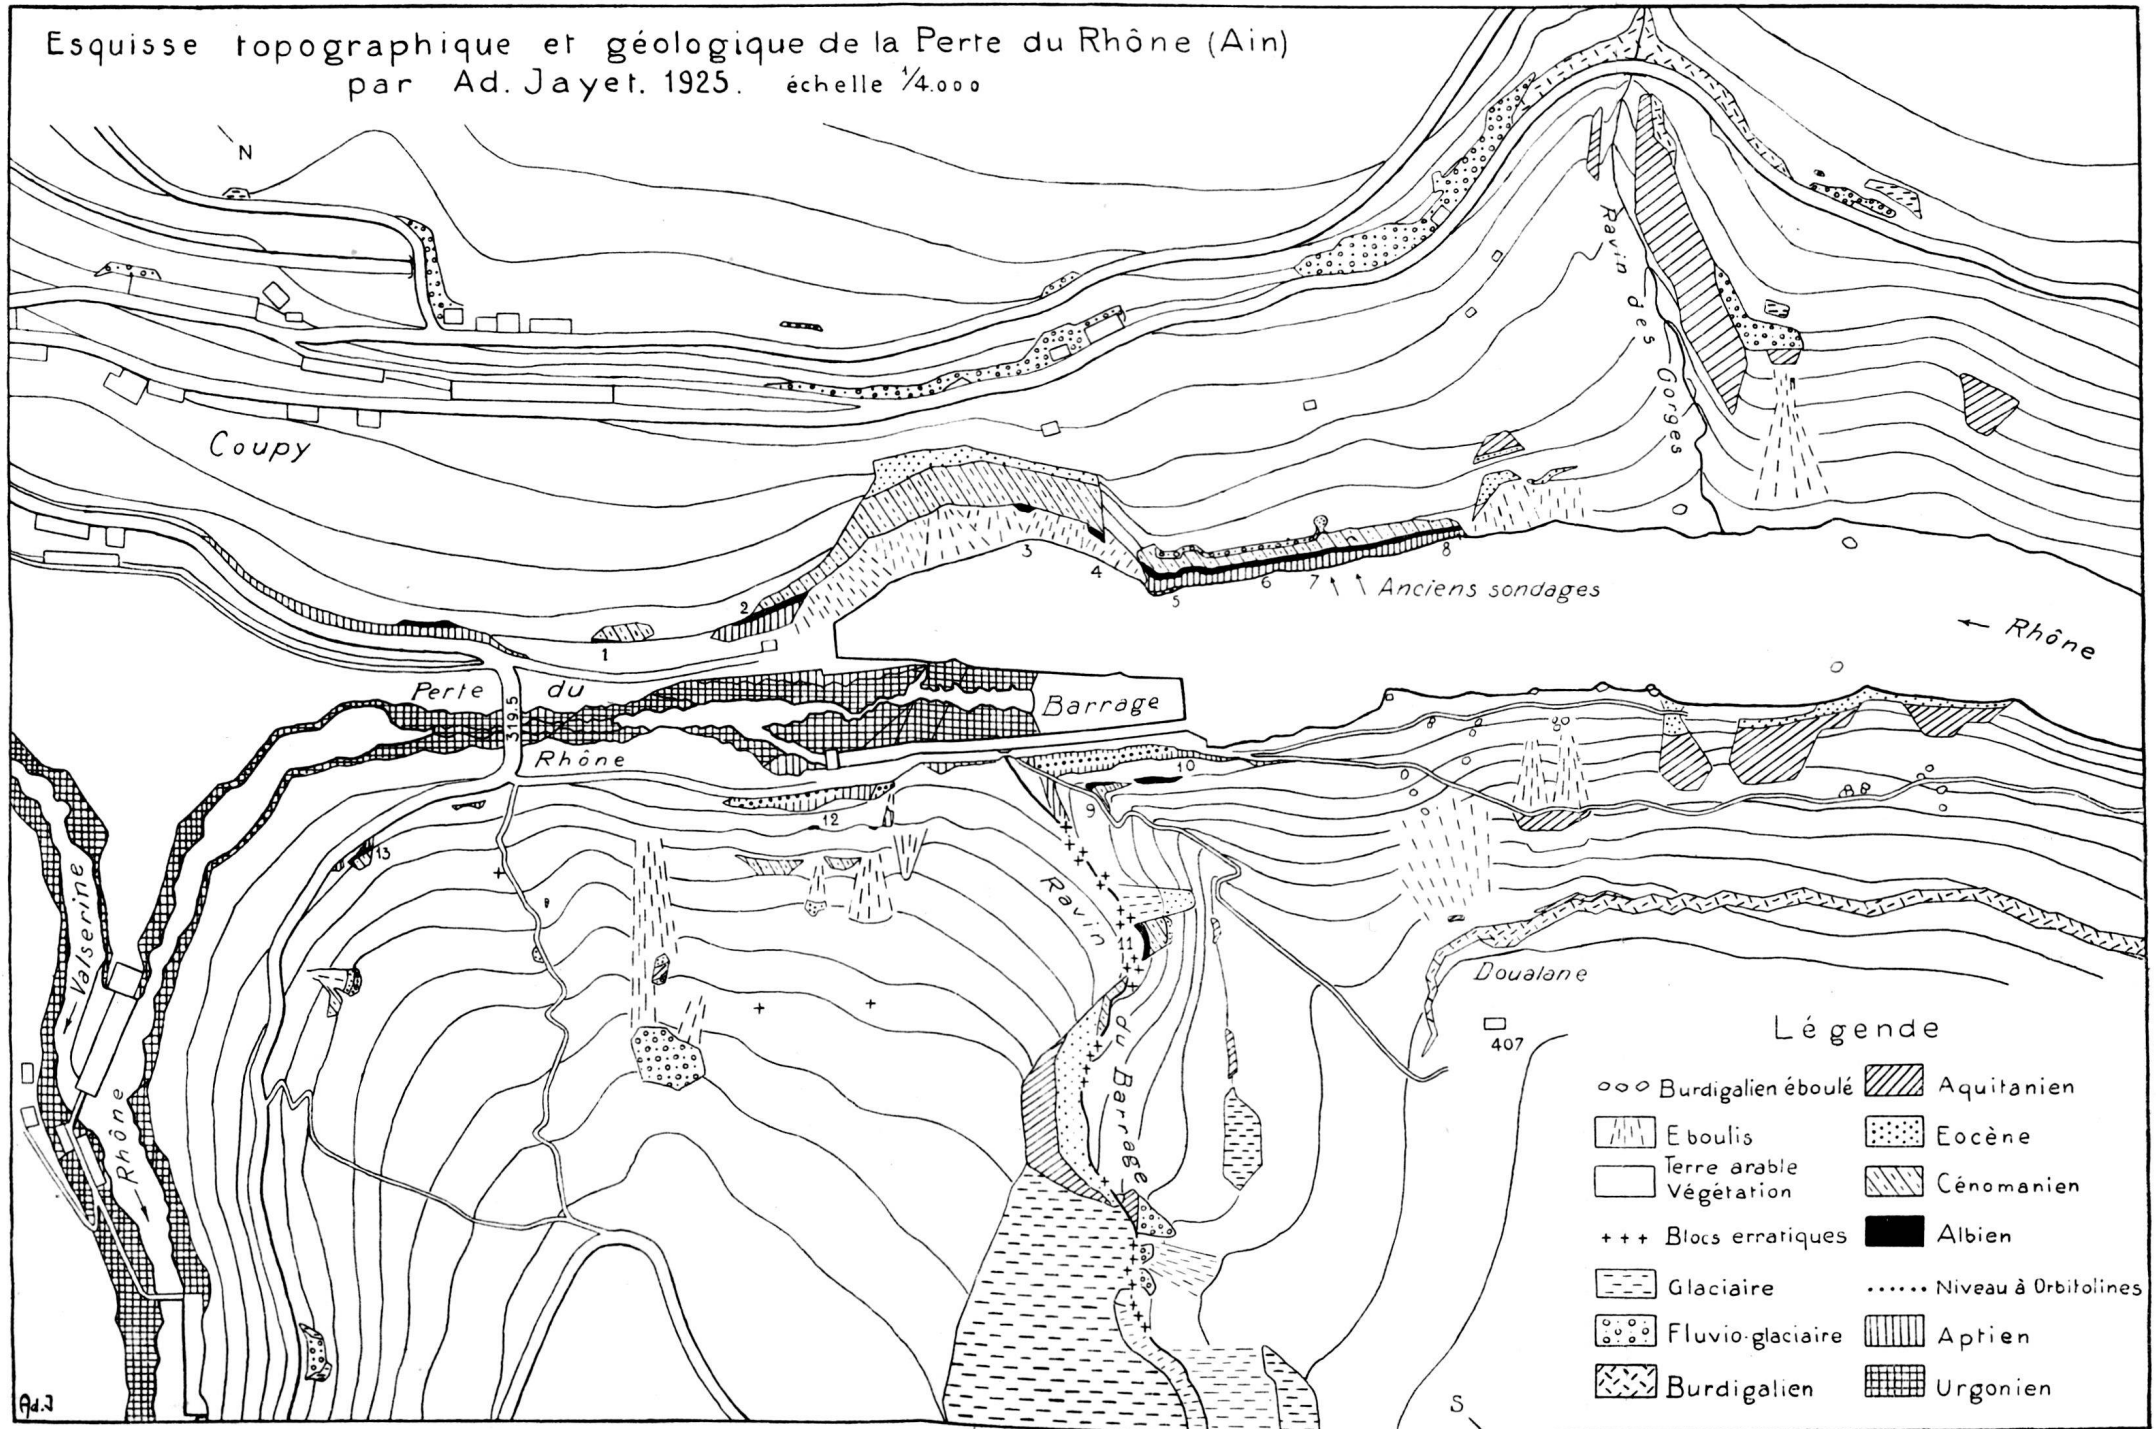 Esquisse topographique et géologique de la Perte du Rhône (Ain)
par Ad. Jayet. 1925. échelle 1/4.000
N
Ravin des Gorges
Coupy
1
2
3
4
5
6
7
8
Anciens sondages
← Rhône
Perte du
319.5
Rhône
Barrage
9
10
11
12
13
Ravin du Barrage
Valserine
Rhône
Doualane
407
S
Ad.J
Légende
Burdigalien éboulé
Eboulis
Terre arable
Végétation
+++ Blocs erratiques
Glaciaire
Fluvio-glaciaire
Burdigalien
Aquitanien
Eocène
Cénomanien
Albien
...... Niveau à Orbitolines
Aptien
Urgonien